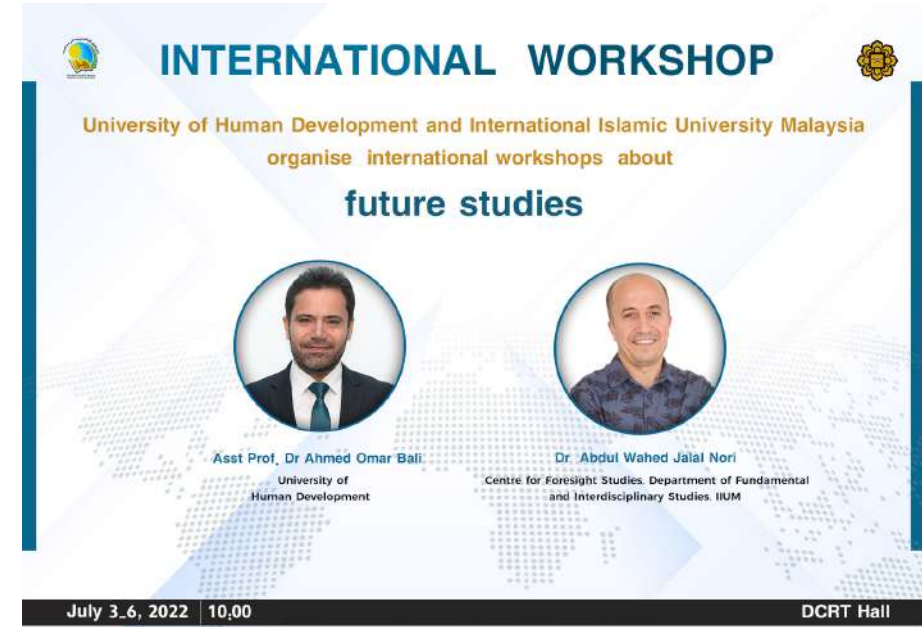 INTERNATIONAL WORKSHOP
University of Human Development and International Islamic University Malaysia
organise international workshops about
future studies
Asst Prof. Dr Ahmed Omar Bali
University of
Human Development
Dr. Abdul Wahed Jalal Nori
Centre for Foresight Studies, Department of Fundamental
and Interdisciplinary Studies, IIUM
July 3_6, 2022 | 10.00
DCRT Hall